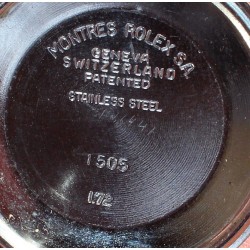 MONTRES ROLEX S.A.
GENEVA
SWITZERLAND
PATENTED
STAINLESS STEEL
1505
I.72